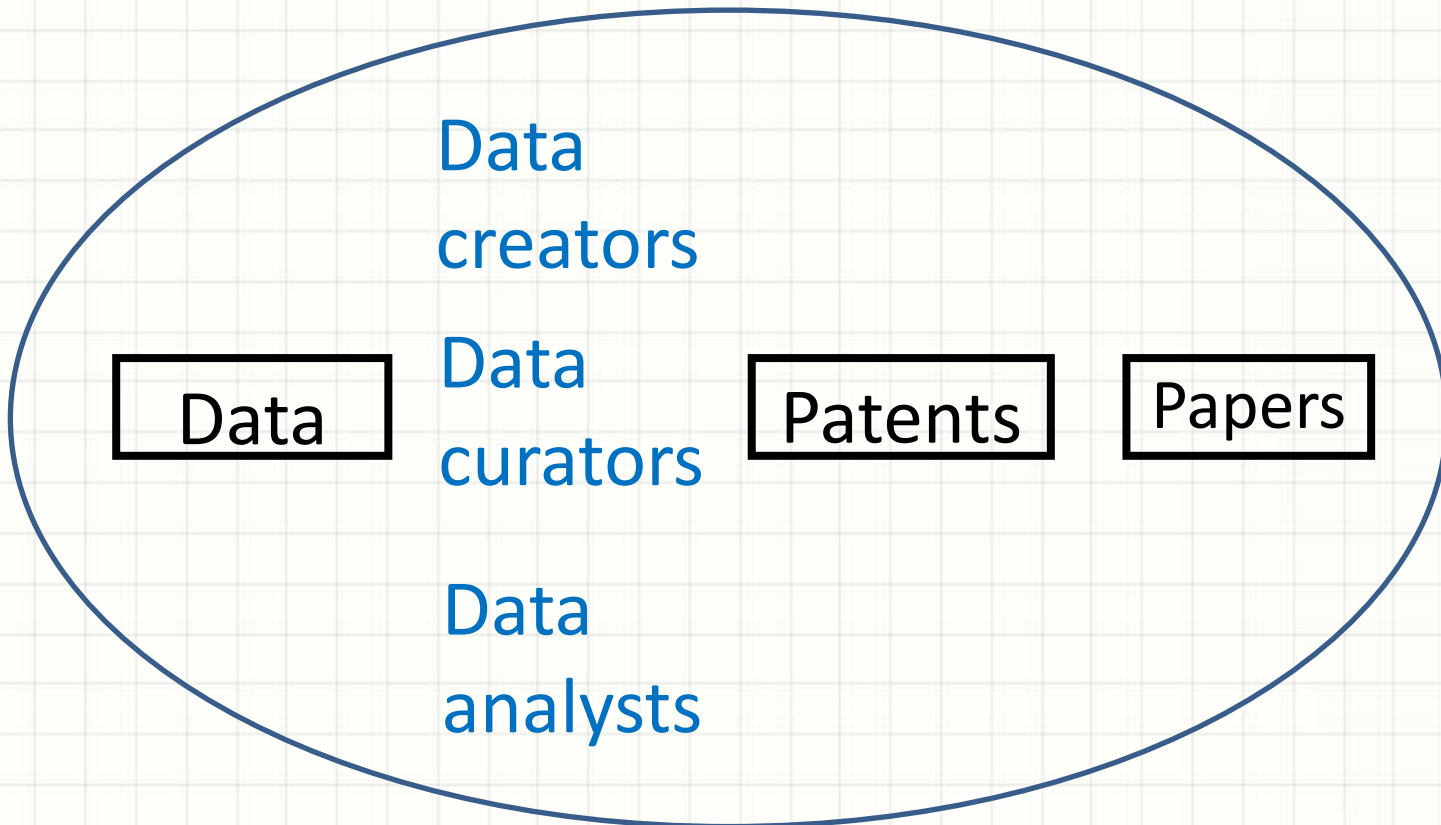 Data
creators
Data
curators
Data
analysts
Data
Patents
Papers